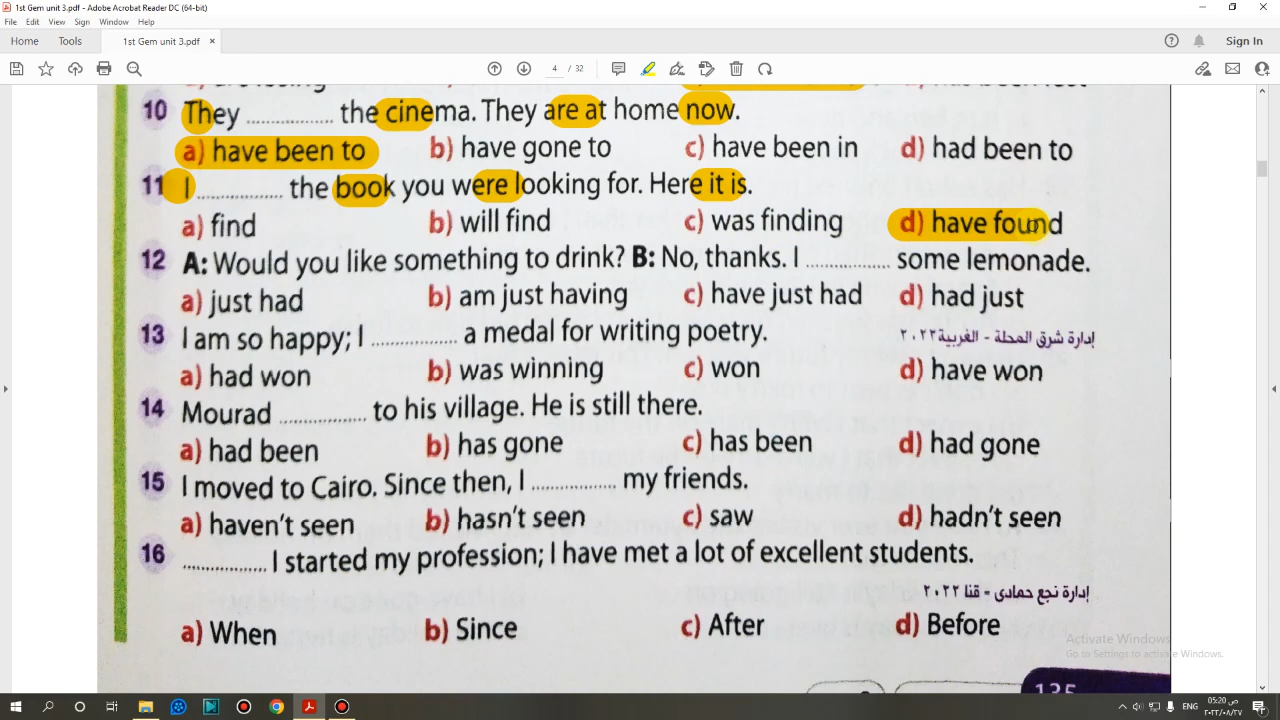 1st Gem unit 3.pdf - Adobe Acrobat Reader DC (64-bit)
File Edit View Sign Window Help
Home Tools 1st Gem unit 3.pdf × Sign In
4 / 32
10 They .............. the cinema. They are at home now.
a) have been to b) have gone to c) have been in d) had been to
11 I .............. the book you were looking for. Here it is.
a) find b) will find c) was finding d) have found
12 A: Would you like something to drink? B: No, thanks. I .............. some lemonade.
a) just had b) am just having c) have just had d) had just
13 I am so happy; I .............. a medal for writing poetry.
إدارة شرق المحلة - الغربية ٢٠٢٢
a) had won b) was winning c) won d) have won
14 Mourad .............. to his village. He is still there.
a) had been b) has gone c) has been d) had gone
15 I moved to Cairo. Since then, I .............. my friends.
a) haven't seen b) hasn't seen c) saw d) hadn't seen
16 .............. I started my profession; I have met a lot of excellent students.
إدارة نجع حمادى - قنا ٢٠٢٢
a) When b) Since c) After d) Before
Activate Windows
Go to Settings to activate Windows.
135
ENG 05:20 ص
٢٠٢٢/٠٨/٢٧